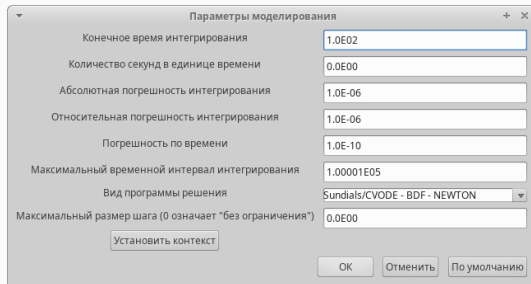 Параметры моделирования
Конечное время интегрирования 1.0E02
Количество секунд в единице времени 0.0E00
Абсолютная погрешность интегрирования 1.0E-06
Относительная погрешность интегрирования 1.0E-06
Погрешность по времени 1.0E-10
Максимальный временной интервал интегрирования 1.00001E05
Вид программы решения Sundials/CVODE - BDF - NEWTON
Максимальный размер шага (0 означает "без ограничения") 0.0E00
Установить контекст
OK Отменить По умолчанию